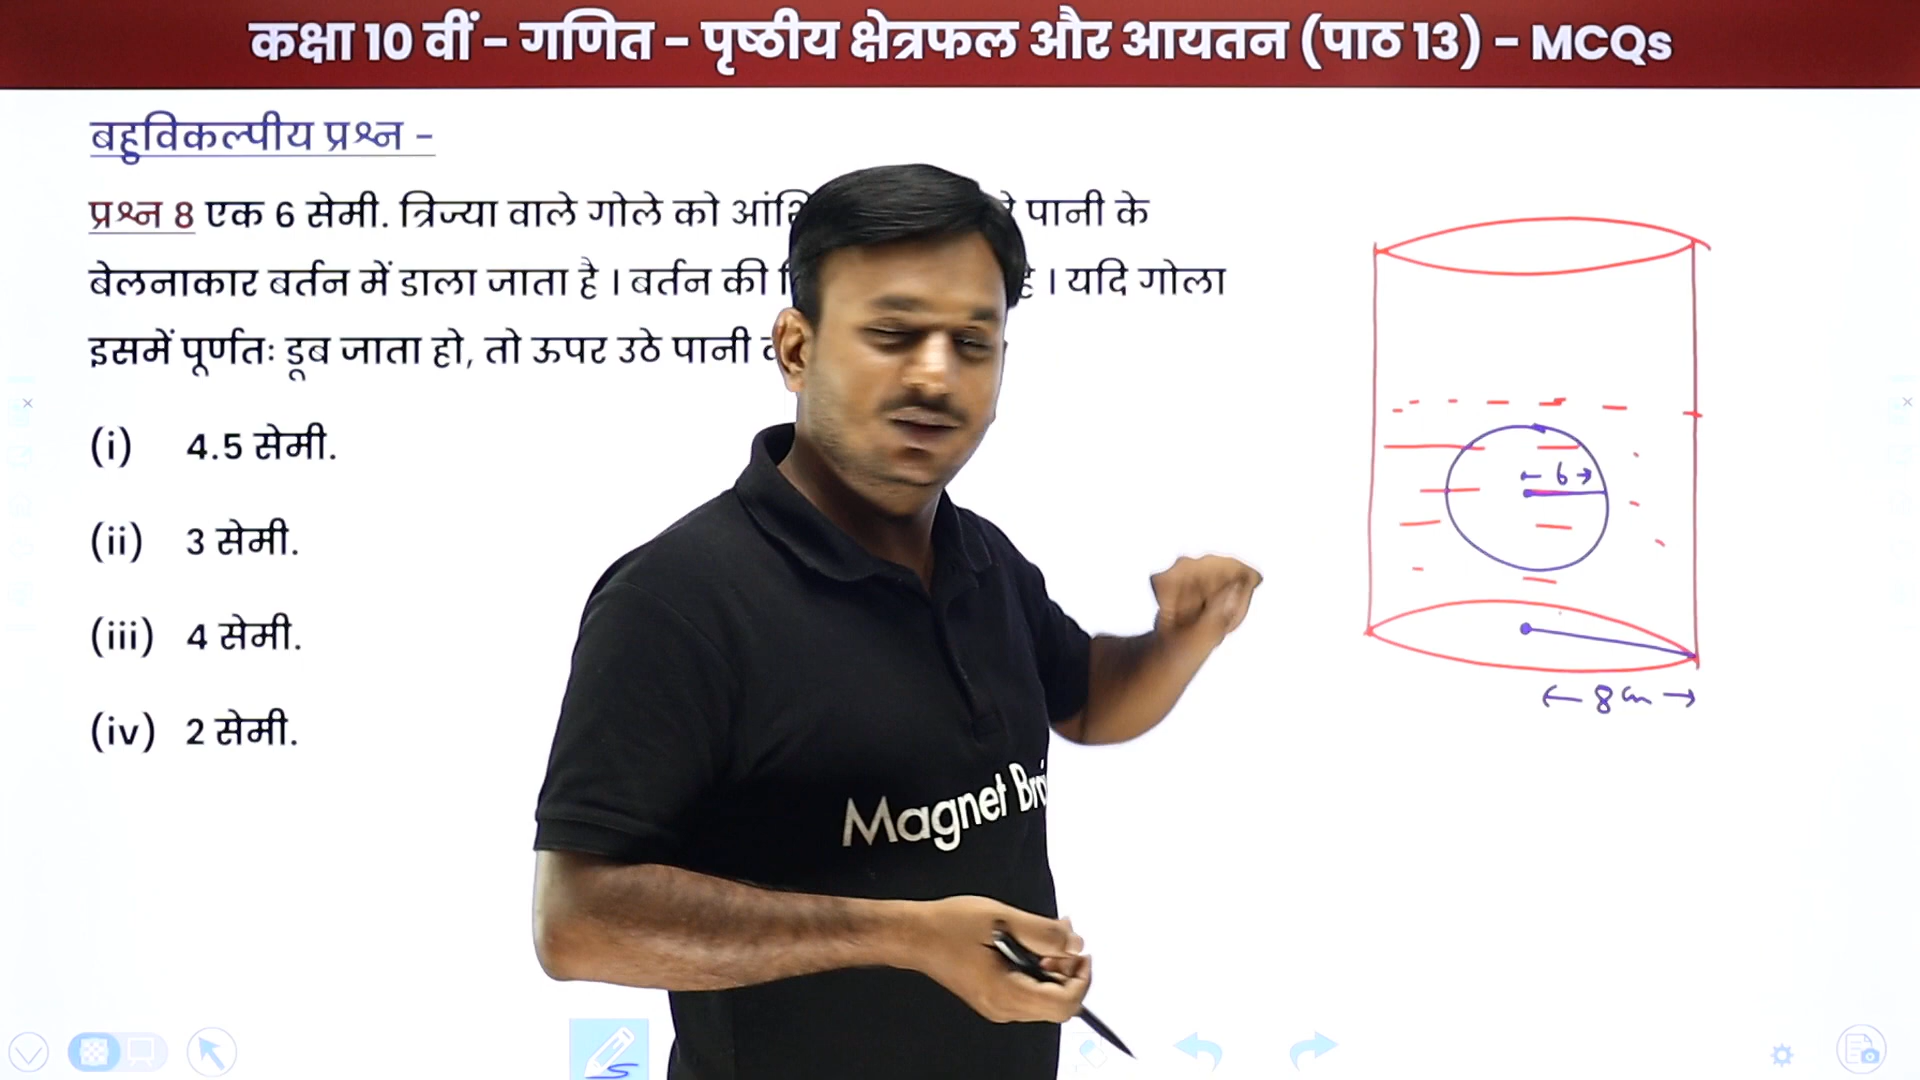 कक्षा 10 वीं - गणित - पृष्ठीय क्षेत्रफल और आयतन (पाठ 13) - MCQs
बहुविकल्पीय प्रश्न -
प्रश्न 8 एक 6 सेमी. त्रिज्या वाले गोले को पानी के
बेलनाकार बर्तन में डाला जाता है । बर्तन की है । यदि गोला
इसमें पूर्णतः डूब जाता हो, तो ऊपर उठे पानी
(i) 4.5 सेमी.
(ii) 3 सेमी.
(iii) 4 सेमी.
(iv) 2 सेमी.
6
8 cm
Magnet